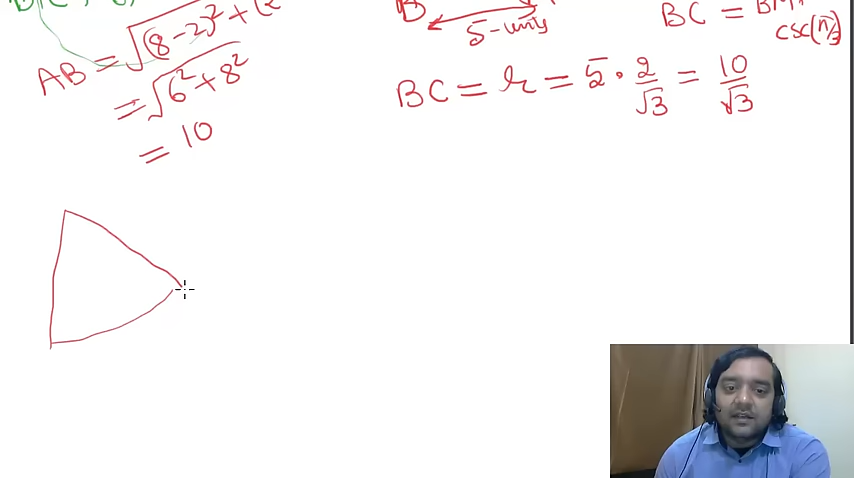 AB = √(8-2)²+(2
= √6²+8²
= 10
B
5-units
BC = BM.
csc(π/3)
BC = r = 5 · 2/√3 = 10/√3